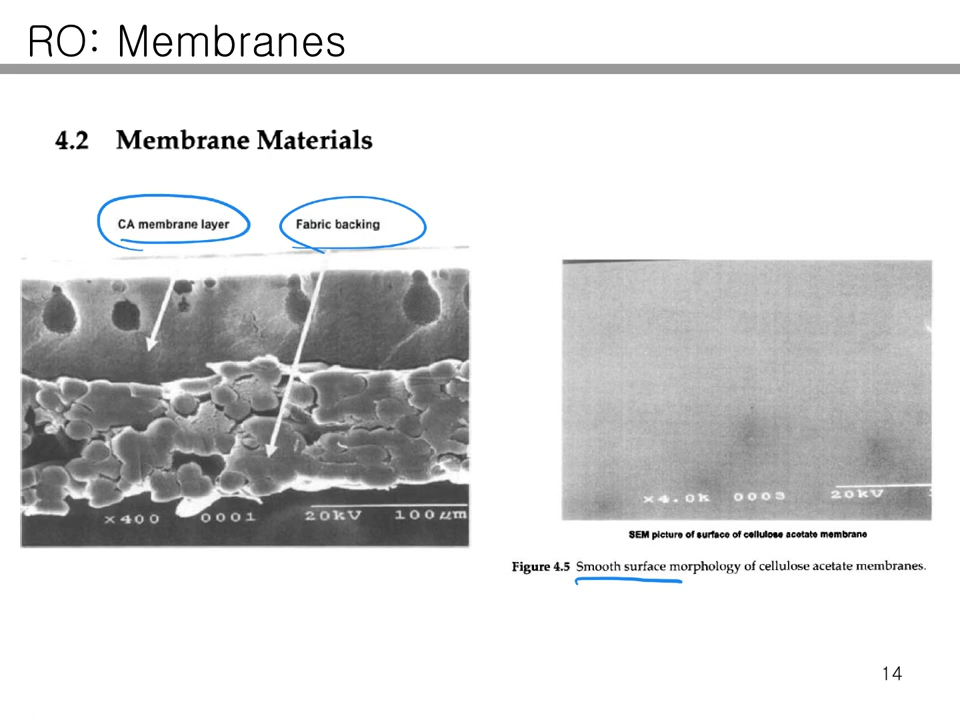 RO: Membranes
4.2 Membrane Materials
CA membrane layer
Fabric backing
×400 0001 20kV 100µm
×4.0k 0003 20kV
SEM picture of surface of cellulose acetate membrane
Figure 4.5 Smooth surface morphology of cellulose acetate membranes.
14